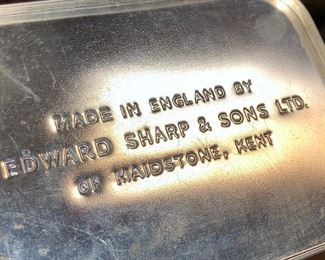 MADE IN ENGLAND BY
EDWARD SHARP & SONS LTD.
OF MAIDSTONE, KENT